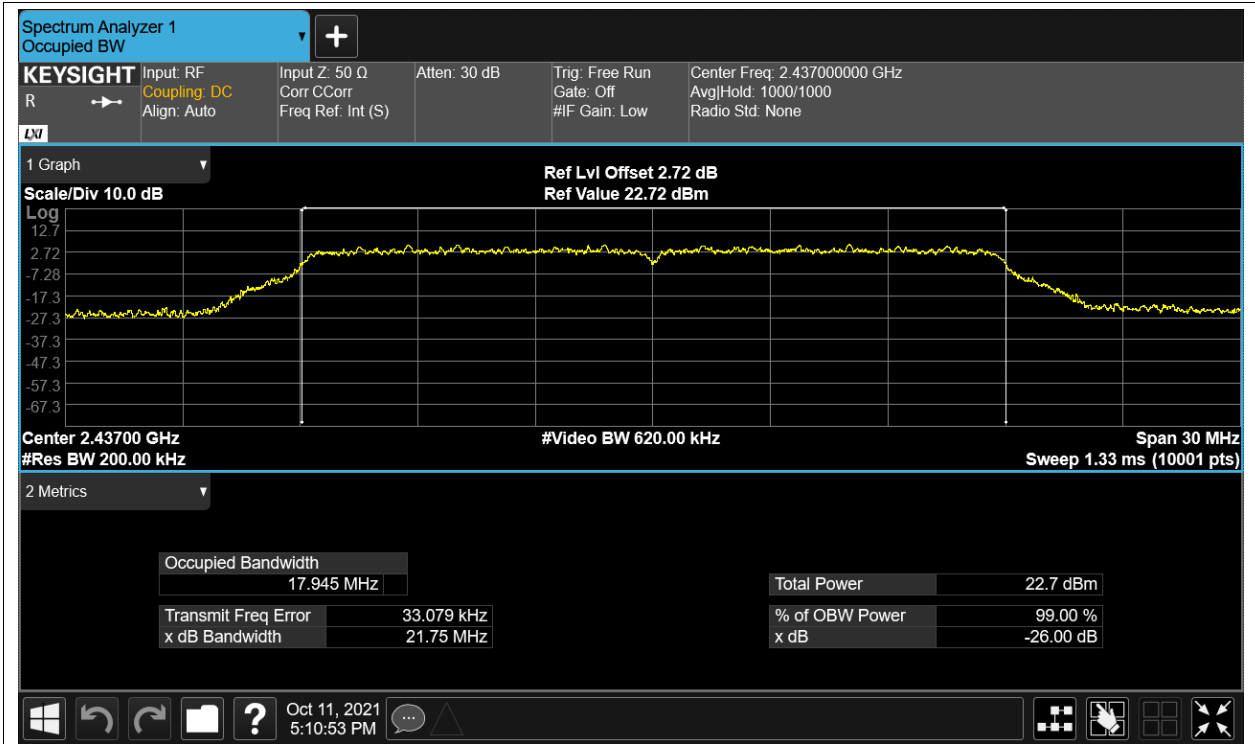 Spectrum Analyzer 1
Occupied BW
KEYSIGHT Input: RF Input Z: 50 Ω Atten: 30 dB Trig: Free Run Center Freq: 2.437000000 GHz
R Coupling: DC Corr CCorr Gate: Off Avg|Hold: 1000/1000
Align: Auto Freq Ref: Int (S) #IF Gain: Low Radio Std: None
LXI
1 Graph
Ref Lvl Offset 2.72 dB
Scale/Div 10.0 dB Ref Value 22.72 dBm
Log
12.7
2.72
-7.28
-17.3
-27.3
-37.3
-47.3
-57.3
-67.3
Center 2.43700 GHz #Video BW 620.00 kHz Span 30 MHz
#Res BW 200.00 kHz Sweep 1.33 ms (10001 pts)
2 Metrics
Occupied Bandwidth
17.945 MHz Total Power 22.7 dBm
Transmit Freq Error 33.079 kHz % of OBW Power 99.00 %
x dB Bandwidth 21.75 MHz x dB -26.00 dB
? Oct 11, 2021
5:10:53 PM